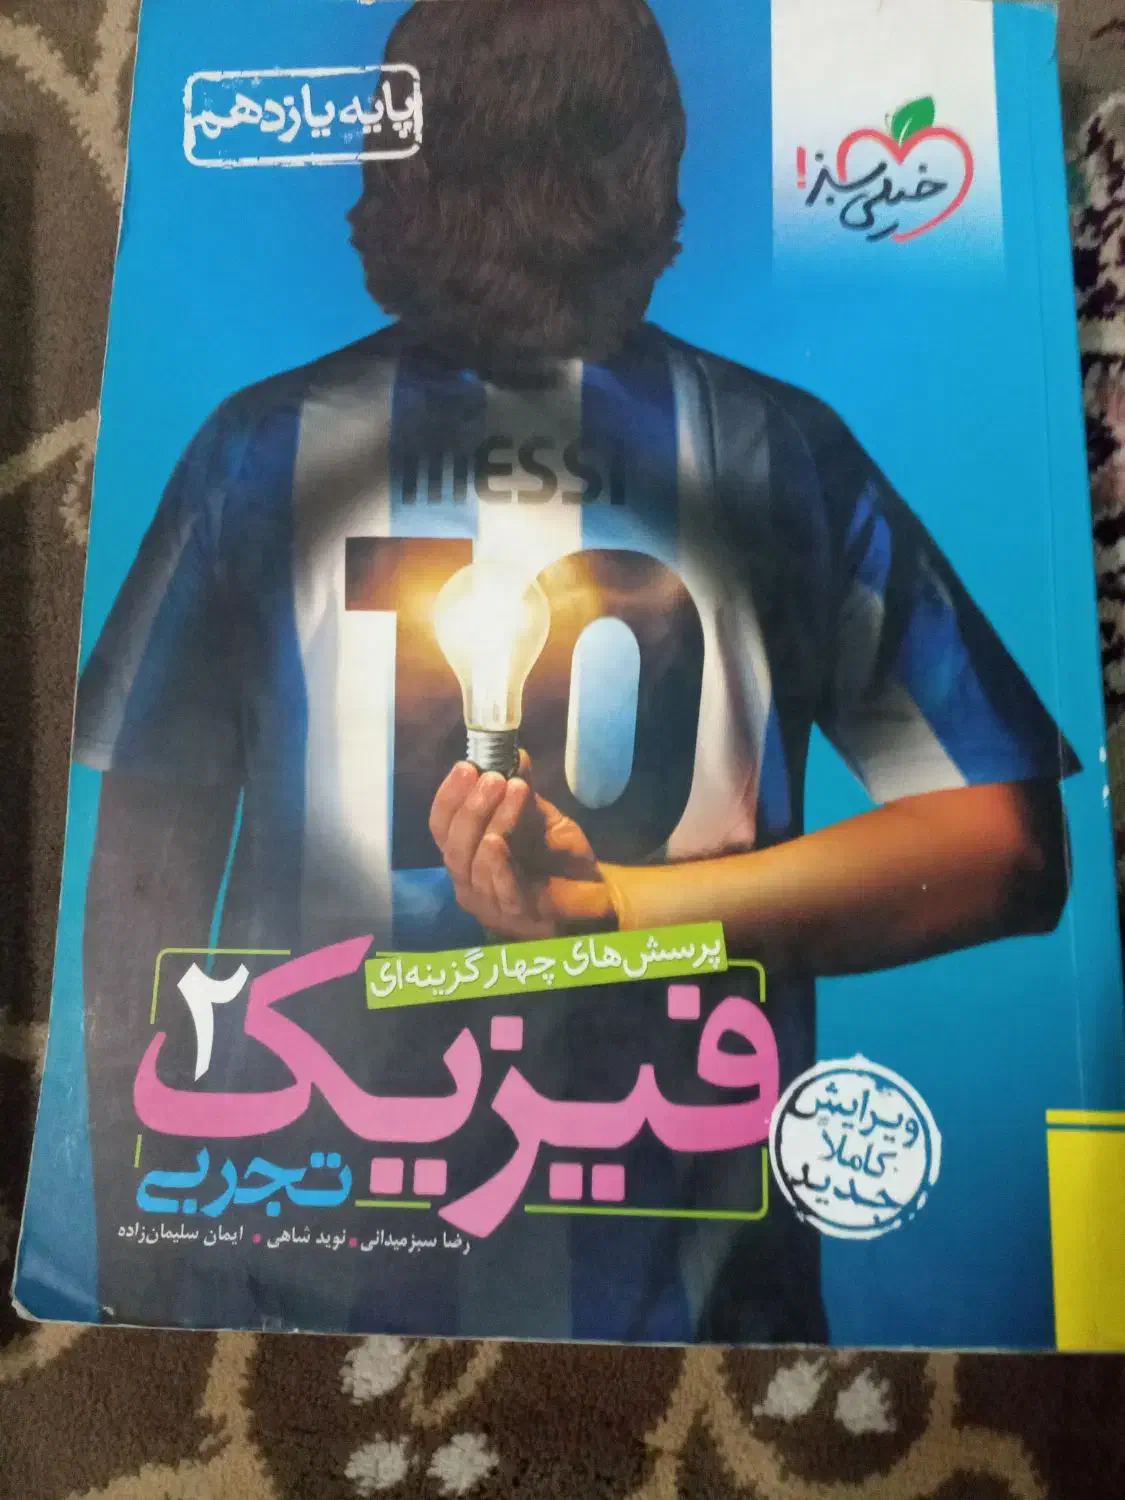 پایه یازدهم
خیلی سبز!
MESSI
10
پرسش‌های چهارگزینه‌ای
فیزیک ۲
تجربی
ویرایش
کاملاً
جدید
رضا سبزمیدانی • نوید شاهی • ایمان سلیمان‌زاده